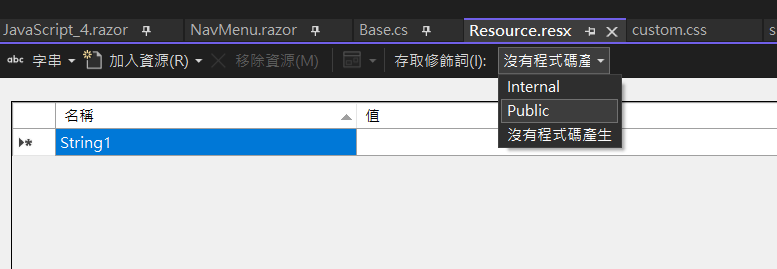 JavaScript_4.razor NavMenu.razor Base.cs Resource.resx custom.css s
abc 字串 加入資源(R) 移除資源(M) 存取修飾詞(I): 沒有程式碼產
Internal
Public
沒有程式碼產生
名稱 值
String1